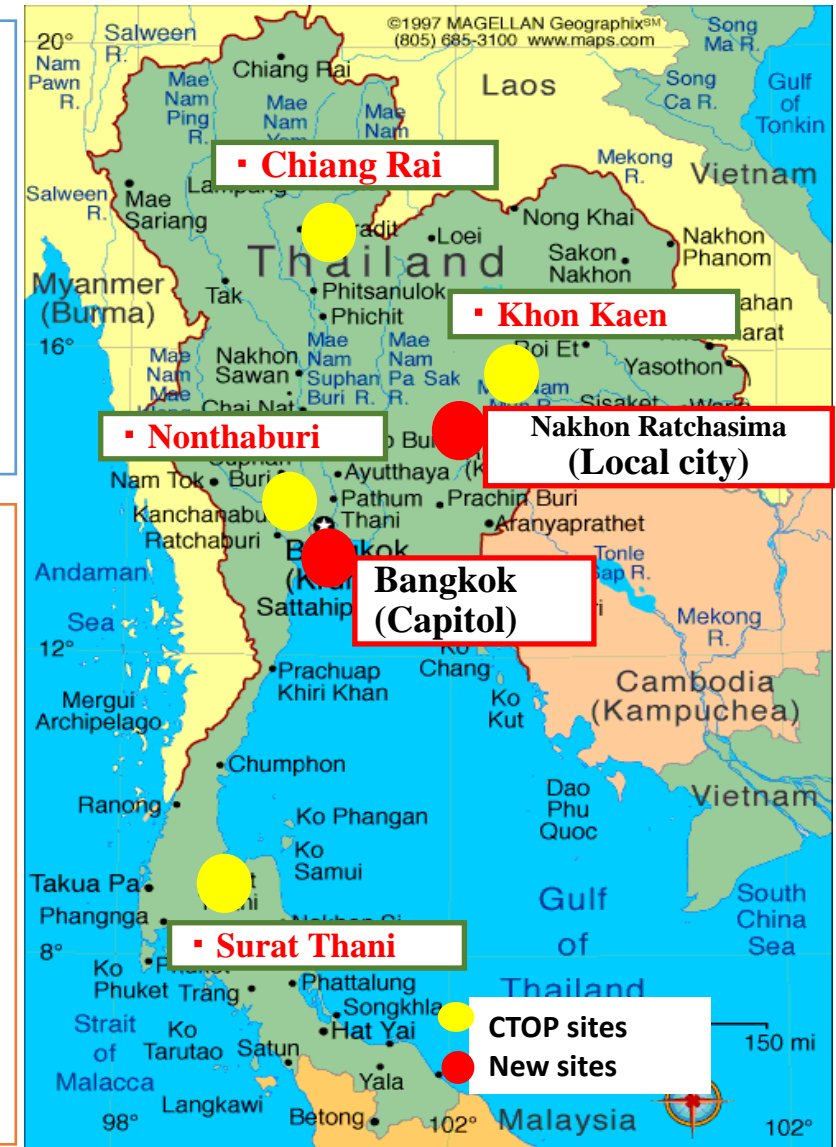 ©1997 MAGELLAN Geographix℠
(805) 685-3100 www.maps.com
20°
Salween
R.
Nam
Pawn
R.
Chiang Rai
Laos
Song
Ma R.
Song
Ca R.
Gulf
of
Tonkin
Mae
Nam
Ping
R.
Mae
Nam
Mae
Nam
· Chiang Rai
Mekong
R.
Vietnam
Salween
R.
Mae
Sariang
Nong Khai
Loei
Nakhon
Phanom
Sakon
Nakhon
Thailand
Myanmer
(Burma)
Tak
Phitsanulok
Phichit
· Khon Kaen
16°
Roi Et
Yasothon
Mae
Nam
Mae
Nakhon
Sawan
Mae
Nam
Suphan
Buri R.
Mae
Nam
Pa Sak
R.
Chai Nat
Sisaket
· Nonthaburi
Nakhon Ratchasima
(Local city)
Nam Tok
Buri
Ayutthaya
Pathum
Thani
Prachin Buri
Aranyaprathet
Ratchaburi
Andaman
Sea
Bangkok
(Capitol)
Tonle
Sap R.
Sattahip
Mekong
R.
12°
Chang
Prachuap
Khiri Khan
Ko
Kut
Cambodia
(Kampuchea)
Mergui
Archipelago
Chumphon
Ranong
Ko Phangan
Dao
Phu
Quoc
Vietnam
Ko
Samui
Takua Pa
Phangnga
Gulf
of
Thailand
South
China
Sea
· Surat Thani
8°
Ko
Phuket
Phuket
Trang
Phattalung
Songkhla
Hat Yai
CTOP sites
New sites
150 mi
Strait
of
Malacca
Ko
Tarutao
Satun
Yala
Langkawi
Betong
98°
102°
Malaysia
102°